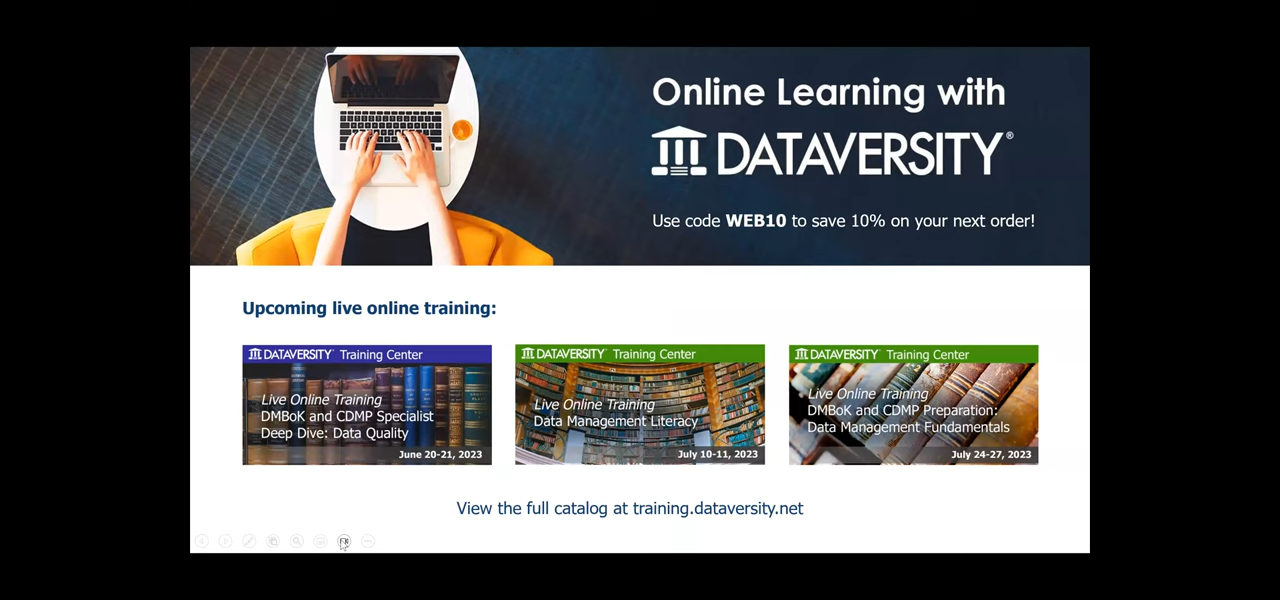 Online Learning with
DATAVERSITY®
Use code WEB10 to save 10% on your next order!
Upcoming live online training:
DATAVERSITY Training Center
Live Online Training
DMBoK and CDMP Specialist
Deep Dive: Data Quality
June 20-21, 2023
DATAVERSITY Training Center
Live Online Training
Data Management Literacy
July 10-11, 2023
DATAVERSITY Training Center
Live Online Training
DMBoK and CDMP Preparation:
Data Management Fundamentals
July 24-27, 2023
View the full catalog at training.dataversity.net